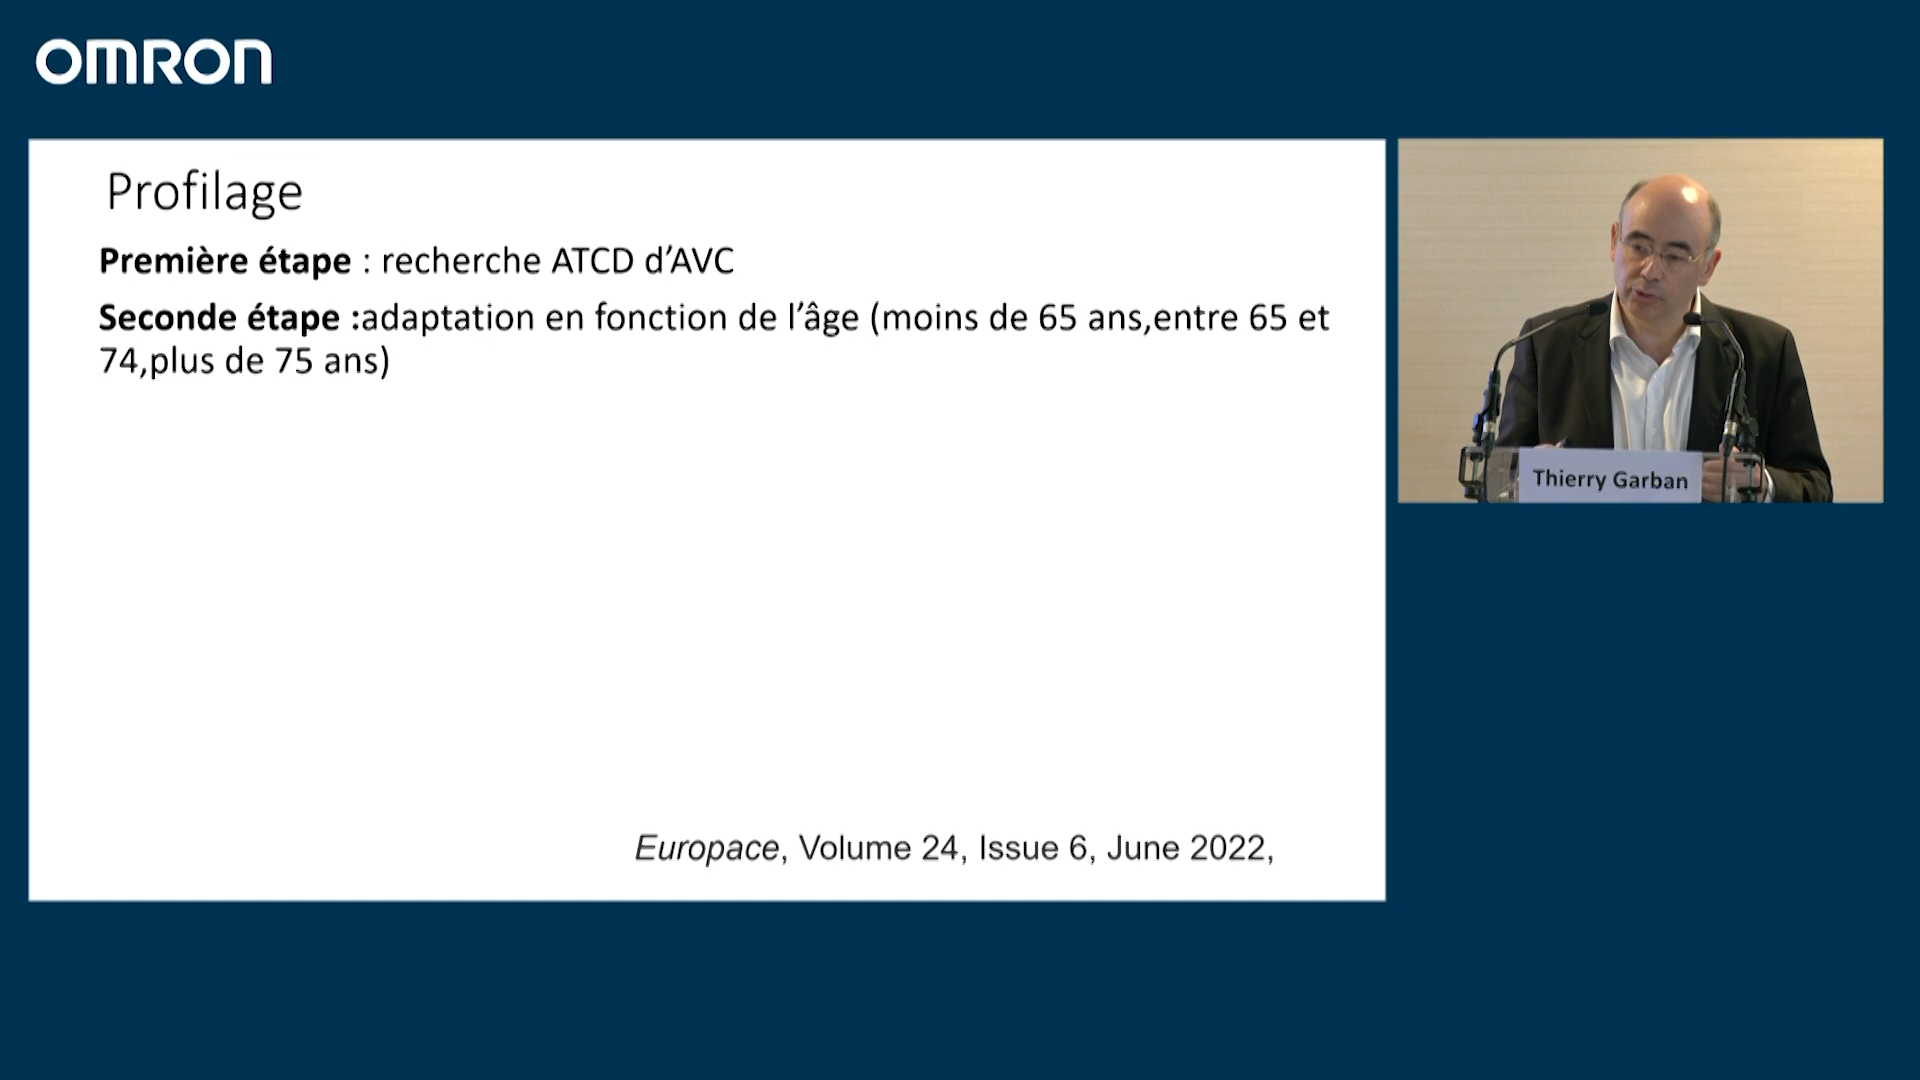 OMRON
Profilage
Première étape : recherche ATCD d’AVC
Seconde étape :adaptation en fonction de l’âge (moins de 65 ans,entre 65 et
74,plus de 75 ans)
Europace, Volume 24, Issue 6, June 2022,
Thierry Garban